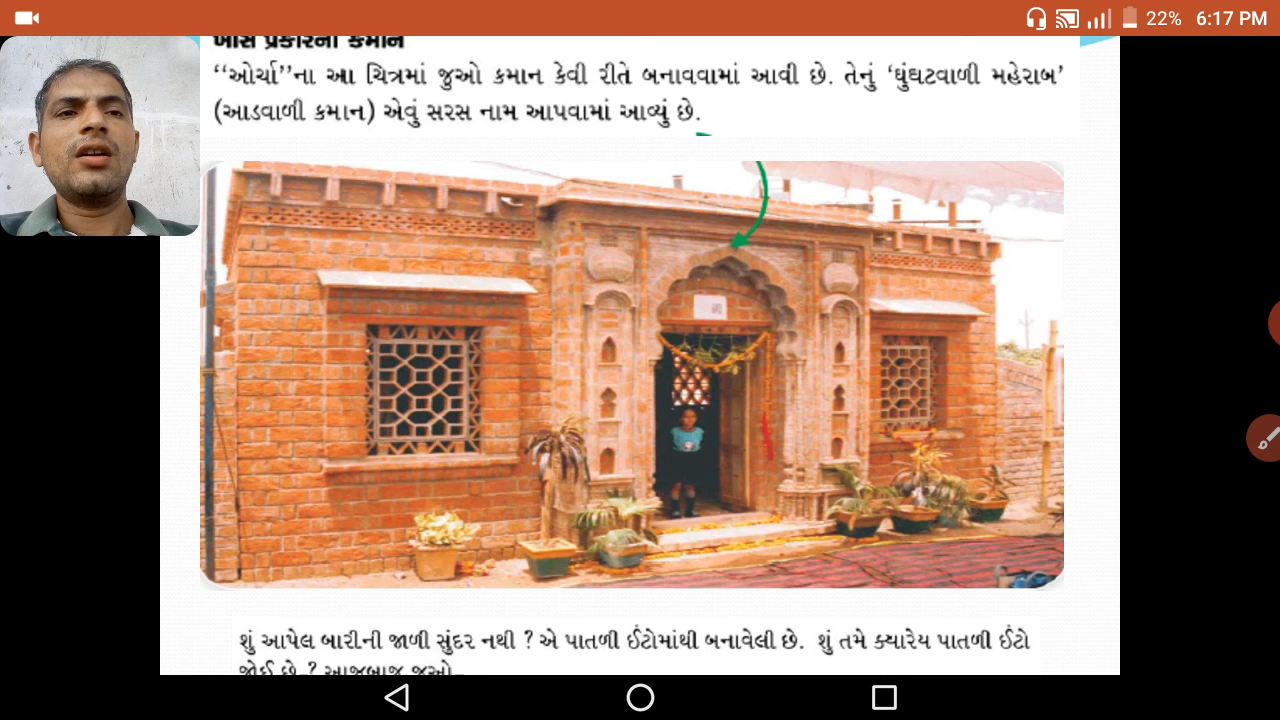 22% 6:17 PM
ખાસ પ્રકારની કમાન
“ઓર્ચા”ના આ ચિત્રમાં જુઓ કમાન કેવી રીતે બનાવવામાં આવી છે. તેનું ‘ઘુંઘટવાળી મહેરાબ’
(આડવાળી કમાન) એવું સરસ નામ આપવામાં આવ્યું છે.
શું આપેલ બારીની જાળી સુંદર નથી ? એ પાતળી ઈંટોમાંથી બનાવેલી છે. શું તમે ક્યારેય પાતળી ઈંટો
જોઈ છે ? આજુબાજુ જુઓ.